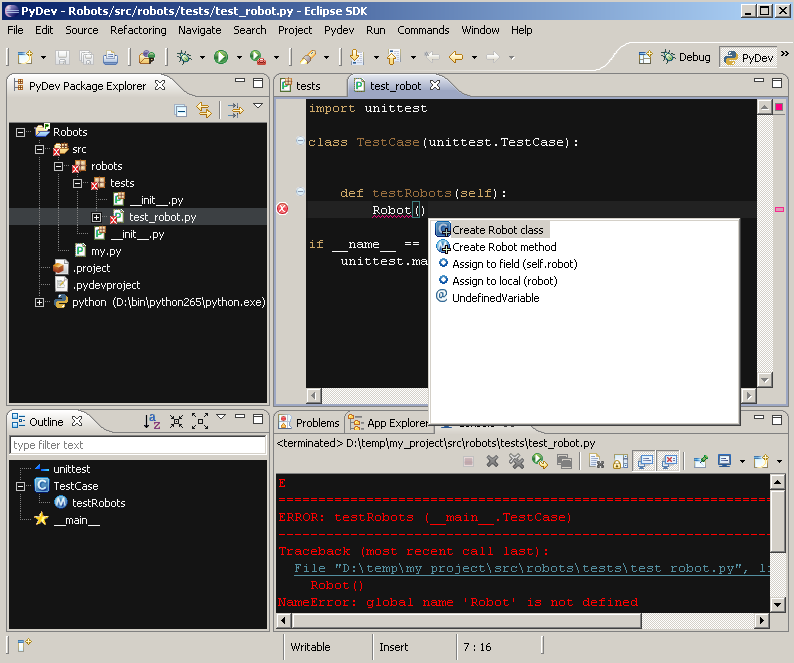 PyDev - Robots/src/robots/tests/test_robot.py - Eclipse SDK
File Edit Source Refactoring Navigate Search Project Pydev Run Commands Window Help
Debug PyDev »
PyDev Package Explorer
Robots
src
robots
tests
__init__.py
test_robot.py
__init__.py
my.py
.project
.pydevproject
python (D:\bin\python265\python.exe)
tests test_robot
import unittest
class TestCase(unittest.TestCase):
def testRobots(self):
Robot()
if __name__ ==
unittest.ma
Create Robot class
Create Robot method
Assign to field (self.robot)
Assign to local (robot)
UndefinedVariable
Outline
type filter text
unittest
TestCase
testRobots
__main__
Problems App Explorer
<terminated> D:\temp\my_project\src\robots\tests\test_robot.py
E
======================================================================
ERROR: testRobots (__main__.TestCase)
----------------------------------------------------------------------
Traceback (most recent call last):
File "D:\temp\my_project\src\robots\tests\test_robot.py", li
Robot()
NameError: global name 'Robot' is not defined
Writable Insert 7 : 16